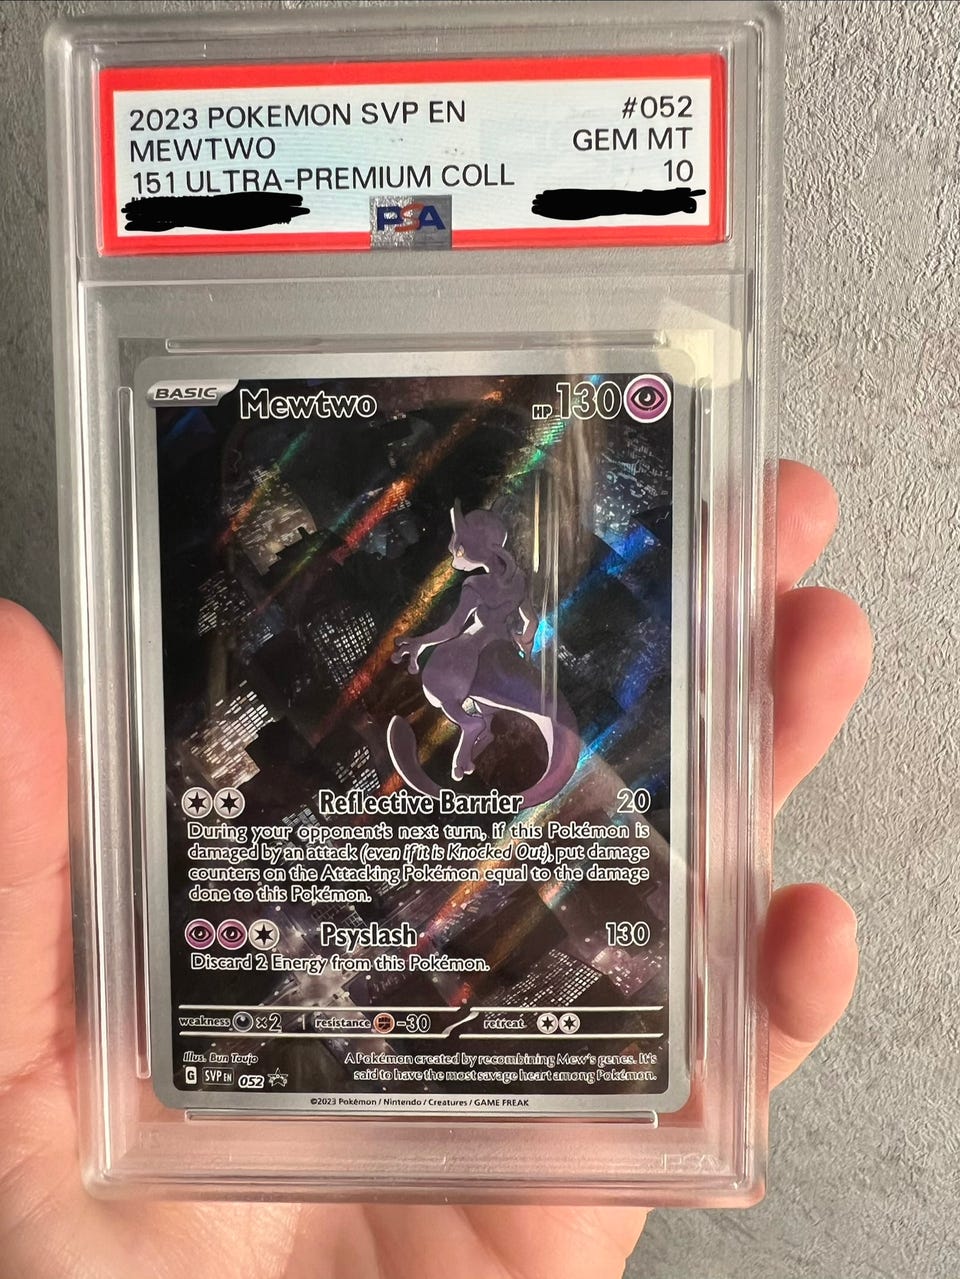 2023 POKEMON SVP EN #052
MEWTWO GEM MT
151 ULTRA-PREMIUM COLL 10
PSA
BASIC Mewtwo HP 130
Reflective Barrier 20
During your opponent's next turn, if this Pokémon is
damaged by an attack (even if it is Knocked Out), put damage
counters on the Attacking Pokémon equal to the damage
done to this Pokémon.
Psyslash 130
Discard 2 Energy from this Pokémon.
weakness ×2 resistance -30 retreat
Illus. Bun Toujo
A Pokémon created by recombining Mew's genes. It's
said to have the most savage heart among Pokémon.
G SVP EN 052
©2023 Pokémon / Nintendo / Creatures / GAME FREAK
PSA